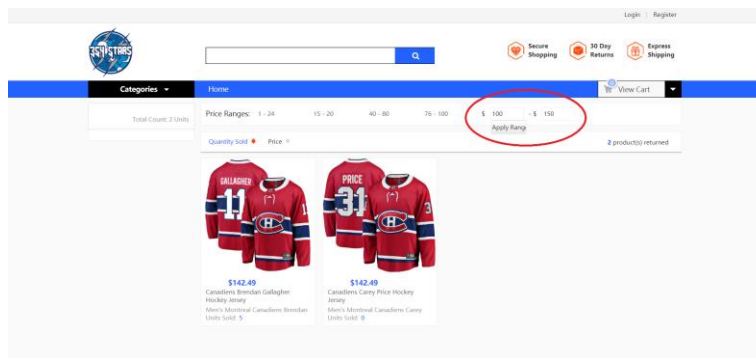 Login | Register
354 STARS
Secure Shopping
30 Day Returns
Express Shipping
Categories
Home
0
View Cart
Total Count: 2 Units
Price Ranges: 1 - 24 15 - 20 40 - 80 76 - 100 $ 100 - $ 150
Apply Range
Quantity Sold Price
2 product(s) returned
GALLAGHER
11
PRICE
31
$142.49
Canadiens Brendan Gallagher
Hockey Jersey
Men's Montreal Canadiens Brendan
Units Sold: 5
$142.49
Canadiens Carey Price Hockey
Jersey
Men's Montreal Canadiens Carey
Units Sold: 0